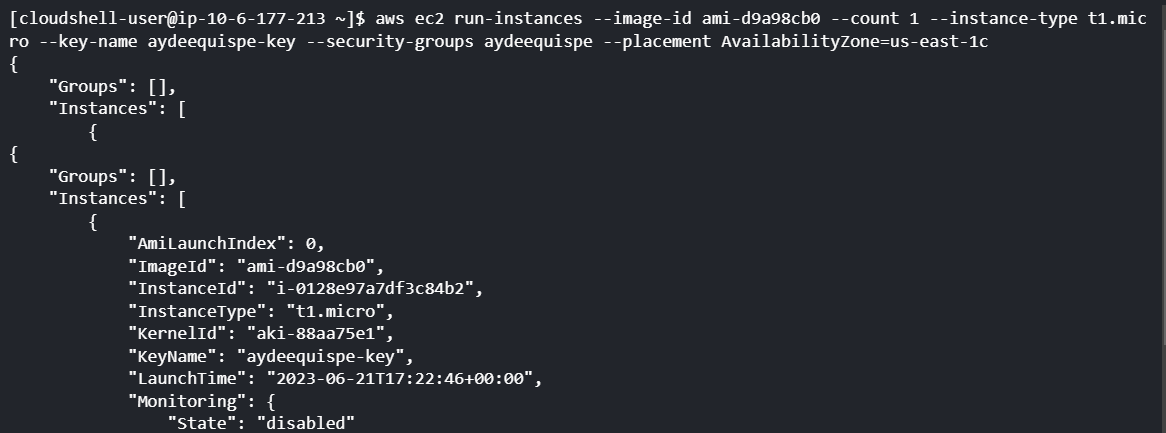 [cloudshell-user@ip-10-6-177-213 ~]$ aws ec2 run-instances --image-id ami-d9a98cb0 --count 1 --instance-type t1.mic
ro --key-name aydeequispe-key --security-groups aydeequispe --placement AvailabilityZone=us-east-1c
{
    "Groups": [],
    "Instances": [
        {
{
    "Groups": [],
    "Instances": [
        {
            "AmiLaunchIndex": 0,
            "ImageId": "ami-d9a98cb0",
            "InstanceId": "i-0128e97a7df3c84b2",
            "InstanceType": "t1.micro",
            "KernelId": "aki-88aa75e1",
            "KeyName": "aydeequispe-key",
            "LaunchTime": "2023-06-21T17:22:46+00:00",
            "Monitoring": {
                "State": "disabled"